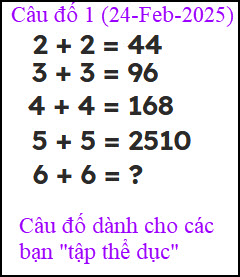 Câu đố 1 (24-Feb-2025)
2 + 2 = 44
3 + 3 = 96
4 + 4 = 168
5 + 5 = 2510
6 + 6 = ?
Câu đố dành cho các
bạn "tập thể dục"